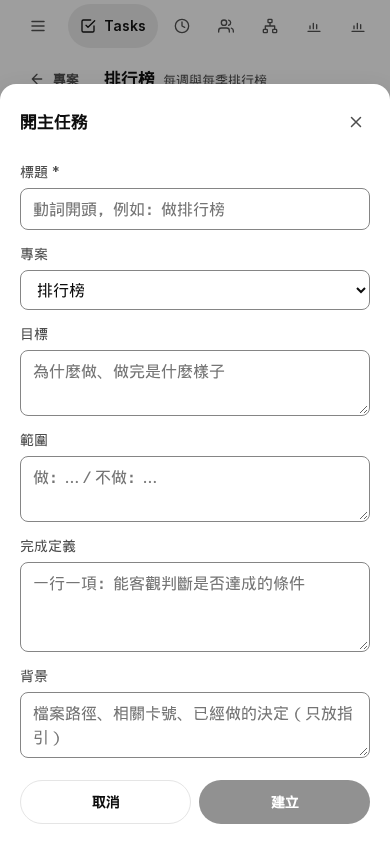 Tasks
專案 排行榜 每週與每季排行榜
開主任務
標題 *
動詞開頭，例如：做排行榜
專案
排行榜
目標
為什麼做、做完是什麼樣子
範圍
做：… / 不做：…
完成定義
一行一項：能客觀判斷是否達成的條件
背景
檔案路徑、相關卡號、已經做的決定（只放指
引）
取消 建立